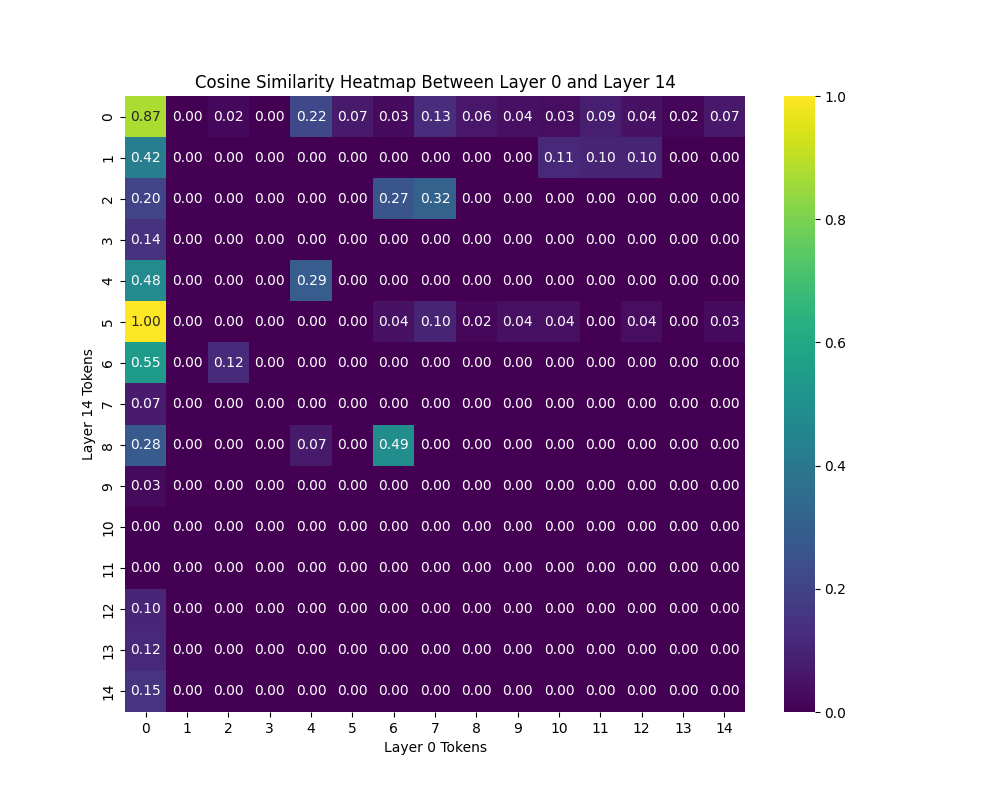 Cosine Similarity Heatmap Between Layer 0 and Layer 14
0 0.87 0.00 0.02 0.00 0.22 0.07 0.03 0.13 0.06 0.04 0.03 0.09 0.04 0.02 0.07
1 0.42 0.00 0.00 0.00 0.00 0.00 0.00 0.00 0.00 0.00 0.11 0.10 0.10 0.00 0.00
2 0.20 0.00 0.00 0.00 0.00 0.00 0.27 0.32 0.00 0.00 0.00 0.00 0.00 0.00 0.00
3 0.14 0.00 0.00 0.00 0.00 0.00 0.00 0.00 0.00 0.00 0.00 0.00 0.00 0.00 0.00
4 0.48 0.00 0.00 0.00 0.29 0.00 0.00 0.00 0.00 0.00 0.00 0.00 0.00 0.00 0.00
5 1.00 0.00 0.00 0.00 0.00 0.00 0.04 0.10 0.02 0.04 0.04 0.00 0.04 0.00 0.03
6 0.55 0.00 0.12 0.00 0.00 0.00 0.00 0.00 0.00 0.00 0.00 0.00 0.00 0.00 0.00
7 0.07 0.00 0.00 0.00 0.00 0.00 0.00 0.00 0.00 0.00 0.00 0.00 0.00 0.00 0.00
8 0.28 0.00 0.00 0.00 0.07 0.00 0.49 0.00 0.00 0.00 0.00 0.00 0.00 0.00 0.00
9 0.03 0.00 0.00 0.00 0.00 0.00 0.00 0.00 0.00 0.00 0.00 0.00 0.00 0.00 0.00
10 0.00 0.00 0.00 0.00 0.00 0.00 0.00 0.00 0.00 0.00 0.00 0.00 0.00 0.00 0.00
11 0.00 0.00 0.00 0.00 0.00 0.00 0.00 0.00 0.00 0.00 0.00 0.00 0.00 0.00 0.00
12 0.10 0.00 0.00 0.00 0.00 0.00 0.00 0.00 0.00 0.00 0.00 0.00 0.00 0.00 0.00
13 0.12 0.00 0.00 0.00 0.00 0.00 0.00 0.00 0.00 0.00 0.00 0.00 0.00 0.00 0.00
14 0.15 0.00 0.00 0.00 0.00 0.00 0.00 0.00 0.00 0.00 0.00 0.00 0.00 0.00 0.00
0 1 2 3 4 5 6 7 8 9 10 11 12 13 14
Layer 0 Tokens
Layer 14 Tokens
1.0
0.8
0.6
0.4
0.2
0.0